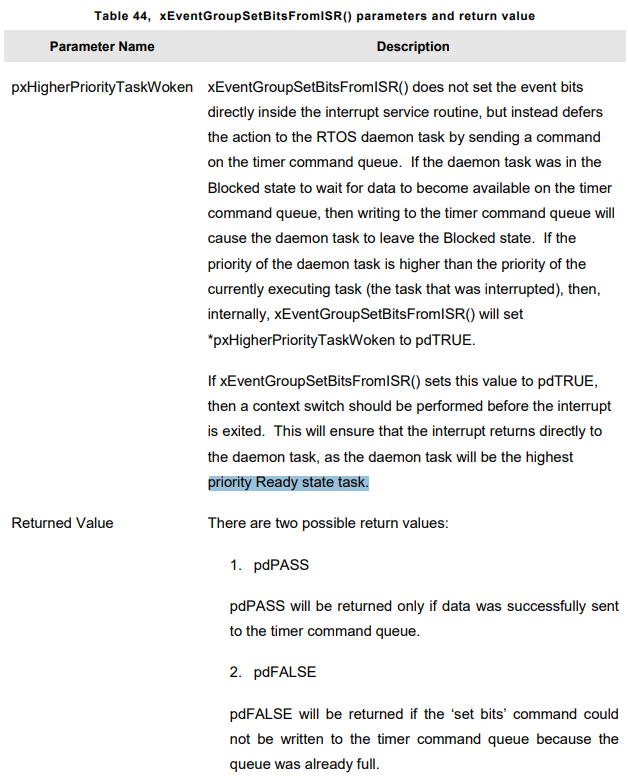 Table 44, xEventGroupSetBitsFromISR() parameters and return value
Parameter Name Description
pxHigherPriorityTaskWoken xEventGroupSetBitsFromISR() does not set the event bits
directly inside the interrupt service routine, but instead defers
the action to the RTOS daemon task by sending a command
on the timer command queue. If the daemon task was in the
Blocked state to wait for data to become available on the timer
command queue, then writing to the timer command queue will
cause the daemon task to leave the Blocked state. If the
priority of the daemon task is higher than the priority of the
currently executing task (the task that was interrupted), then,
internally, xEventGroupSetBitsFromISR() will set
*pxHigherPriorityTaskWoken to pdTRUE.
If xEventGroupSetBitsFromISR() sets this value to pdTRUE,
then a context switch should be performed before the interrupt
is exited. This will ensure that the interrupt returns directly to
the daemon task, as the daemon task will be the highest
priority Ready state task.
Returned Value There are two possible return values:
1. pdPASS
pdPASS will be returned only if data was successfully sent
to the timer command queue.
2. pdFALSE
pdFALSE will be returned if the ‘set bits’ command could
not be written to the timer command queue because the
queue was already full.